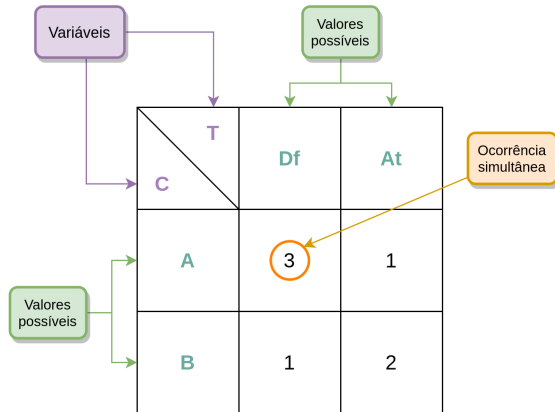 Variáveis
Valores
possíveis
T
C
Df
At
Ocorrência
simultânea
A
3
1
Valores
possíveis
B
1
2